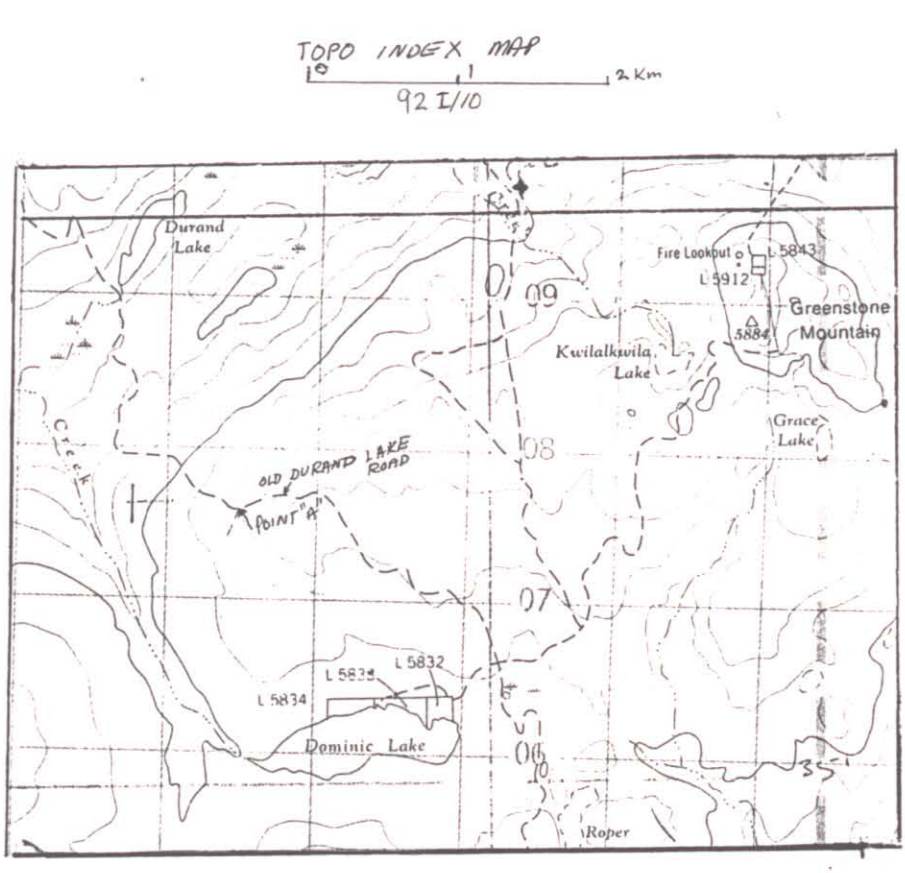 TOPO INDEX MAP
0 1 2 Km
92 I/10
Durand
Lake
Fire Lookout
L 5843
L 5912
09
Greenstone
Mountain
5884
Kwilalkwila
Lake
Creek
Grace
Lake
08
OLD DURAND LAKE
ROAD
POINT "A"
07
L 5832
L 5833
L 5834
Dominic Lake
06
Roper